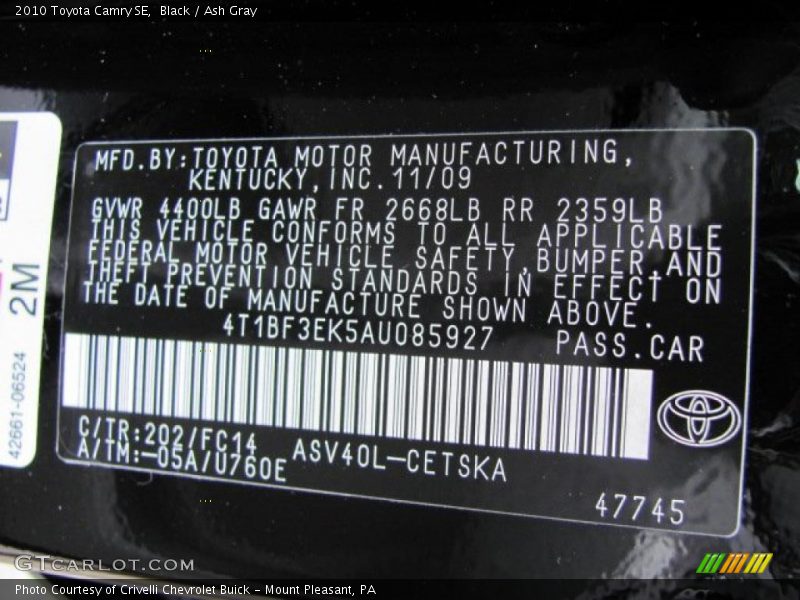 2010 Toyota Camry SE, Black / Ash Gray
MFD.BY:TOYOTA MOTOR MANUFACTURING,
KENTUCKY,INC.11/09
GVWR 4400LB GAWR FR 2668LB RR 2359LB
THIS VEHICLE CONFORMS TO ALL APPLICABLE
FEDERAL MOTOR VEHICLE SAFETY,BUMPER,AND
THEFT PREVENTION STANDARDS IN EFFECT ON
THE DATE OF MANUFACTURE SHOWN ABOVE.
4T1BF3EK5AU085927 PASS.CAR
C/TR:202/FC14
A/TM:-05A/U760E
ASV40L-CETSKA
47745
2M
42661-06524
GTCARLOT.COM
Photo Courtesy of Crivelli Chevrolet Buick - Mount Pleasant, PA